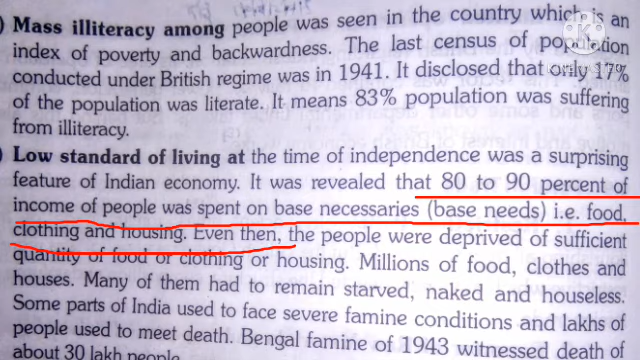 ) Mass illiteracy among people was seen in the country which is an
index of poverty and backwardness. The last census of population
conducted under British regime was in 1941. It disclosed that only 17%
of the population was literate. It means 83% population was suffering
from illiteracy.
) Low standard of living at the time of independence was a surprising
feature of Indian economy. It was revealed that 80 to 90 percent of
income of people was spent on base necessaries (base needs) i.e. food,
clothing and housing. Even then, the people were deprived of sufficient
quantity of food or clothing or housing. Millions of food, clothes and
houses. Many of them had to remain starved, naked and houseless.
Some parts of India used to face severe famine conditions and lakhs of
people used to meet death. Bengal famine of 1943 witnessed death of
about 30 lakh people.